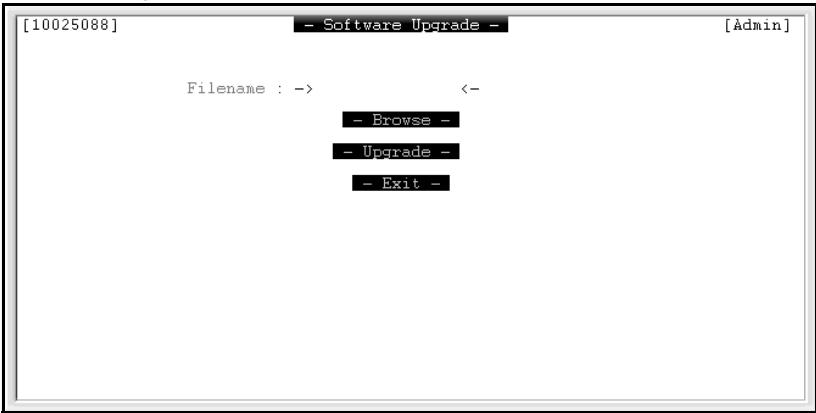 [10025088] - Software Upgrade - [Admin]
Filename : -> <-
- Browse -
- Upgrade -
- Exit -